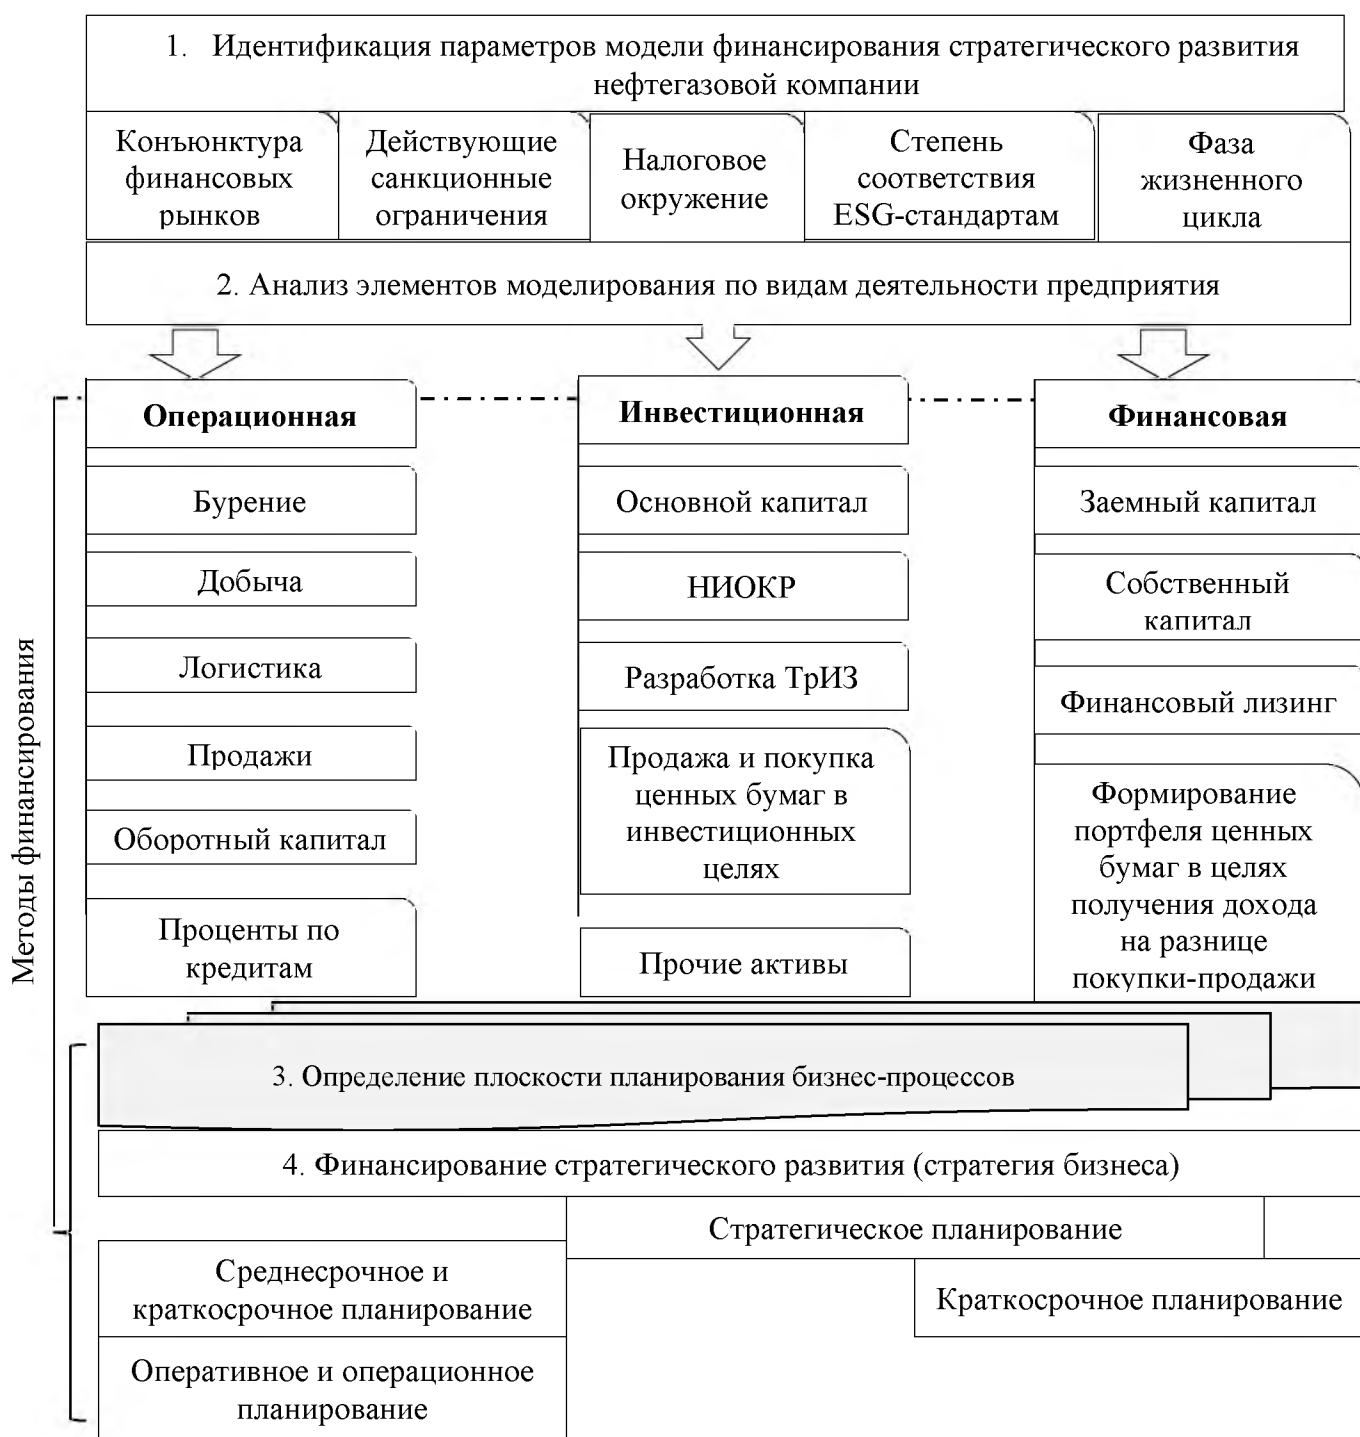 1. Идентификация параметров модели финансирования стратегического развития
нефтегазовой компании
Конъюнктура
финансовых
рынков
Действующие
санкционные
ограничения
Налоговое
окружение
Степень
соответствия
ESG-стандартам
Фаза
жизненного
цикла
2. Анализ элементов моделирования по видам деятельности предприятия
Методы финансирования
Операционная
Бурение
Добыча
Логистика
Продажи
Оборотный капитал
Проценты по
кредитам
Инвестиционная
Основной капитал
НИОКР
Разработка ТрИЗ
Продажа и покупка
ценных бумаг в
инвестиционных
целях
Прочие активы
Финансовая
Заемный капитал
Собственный
капитал
Финансовый лизинг
Формирование
портфеля ценных
бумаг в целях
получения дохода
на разнице
покупки-продажи
3. Определение плоскости планирования бизнес-процессов
4. Финансирование стратегического развития (стратегия бизнеса)
Стратегическое планирование
Среднесрочное и
краткосрочное планирование
Краткосрочное планирование
Оперативное и операционное
планирование